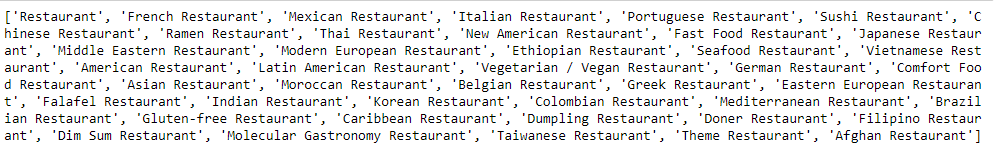 ['Restaurant', 'French Restaurant', 'Mexican Restaurant', 'Italian Restaurant', 'Portuguese Restaurant', 'Sushi Restaurant', 'C
hinese Restaurant', 'Ramen Restaurant', 'Thai Restaurant', 'New American Restaurant', 'Fast Food Restaurant', 'Japanese Restaur
ant', 'Middle Eastern Restaurant', 'Modern European Restaurant', 'Ethiopian Restaurant', 'Seafood Restaurant', 'Vietnamese Rest
aurant', 'American Restaurant', 'Latin American Restaurant', 'Vegetarian / Vegan Restaurant', 'German Restaurant', 'Comfort Foo
d Restaurant', 'Asian Restaurant', 'Moroccan Restaurant', 'Belgian Restaurant', 'Greek Restaurant', 'Eastern European Restauran
t', 'Falafel Restaurant', 'Indian Restaurant', 'Korean Restaurant', 'Colombian Restaurant', 'Mediterranean Restaurant', 'Brazil
ian Restaurant', 'Gluten-free Restaurant', 'Caribbean Restaurant', 'Dumpling Restaurant', 'Doner Restaurant', 'Filipino Restaur
ant', 'Dim Sum Restaurant', 'Molecular Gastronomy Restaurant', 'Taiwanese Restaurant', 'Theme Restaurant', 'Afghan Restaurant']